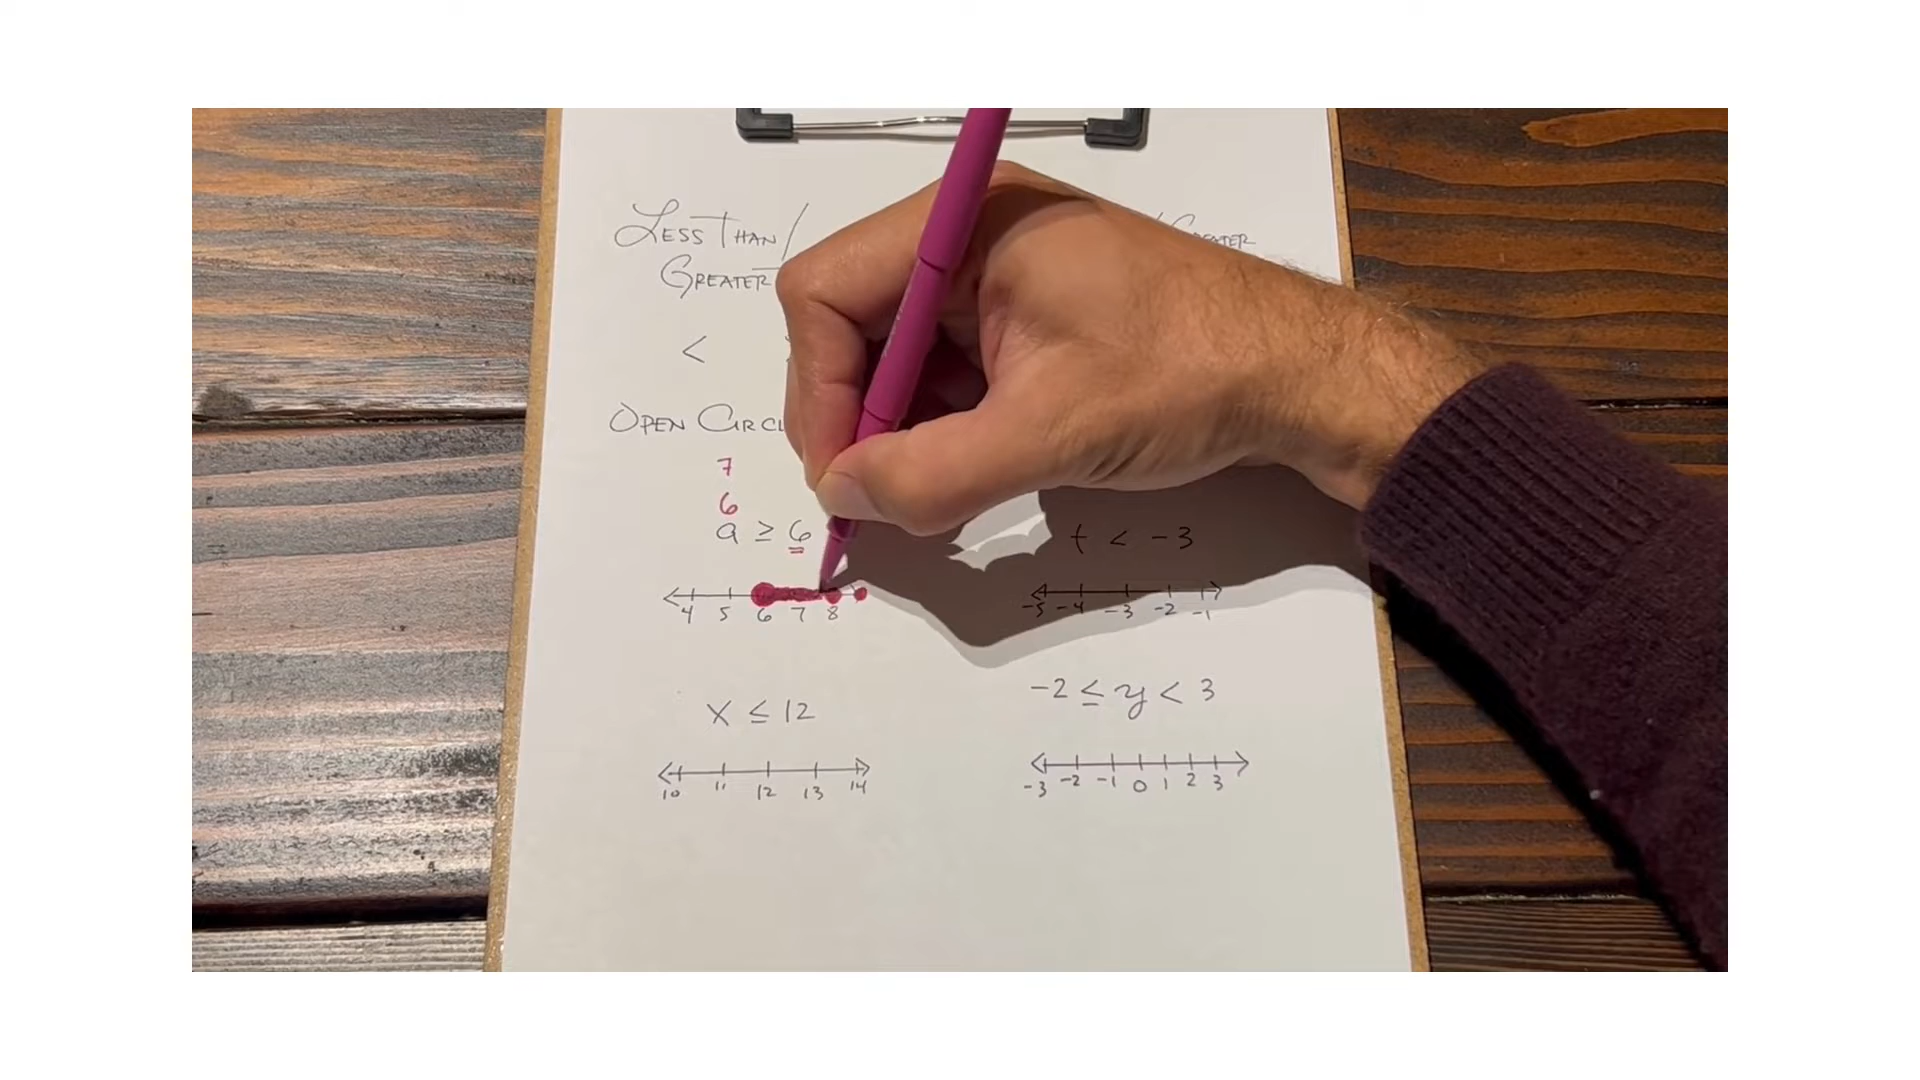 LESS THAN/
GREATER
GREATER
<
OPEN CIRCL
7
6
a ≥ 6
4 5 6 7 8
t < -3
-5 -4 -3 -2 -1
x ≤ 12
10 11 12 13 14
-2 ≤ y < 3
-3 -2 -1 0 1 2 3